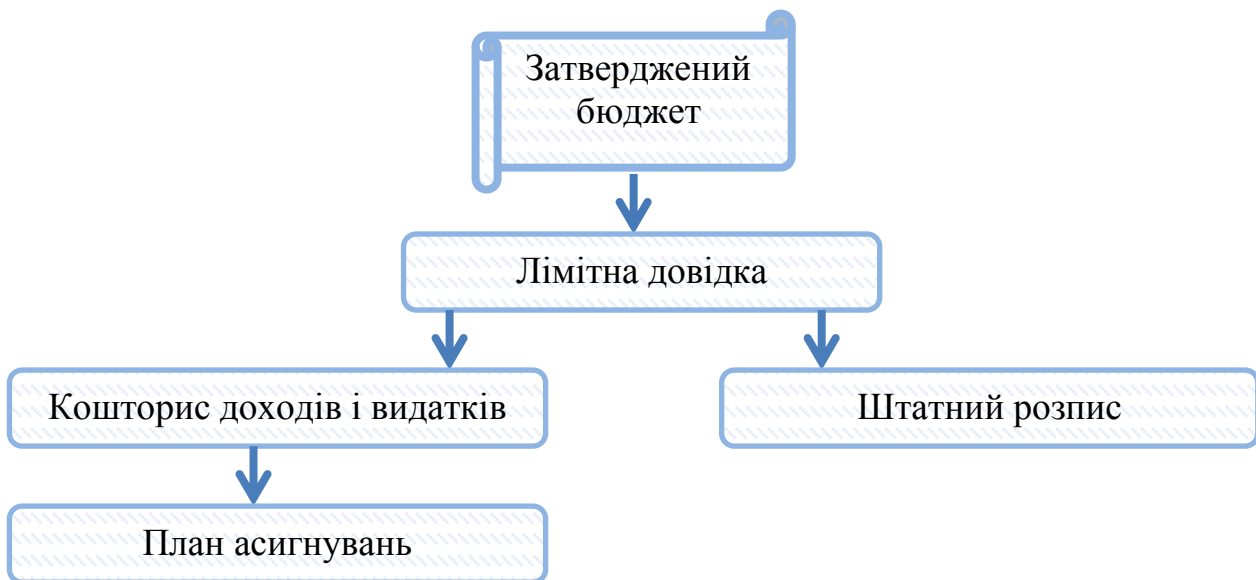 Затверджений
бюджет
Лімітна довідка
Кошторис доходів і видатків
Штатний розпис
План асигнувань